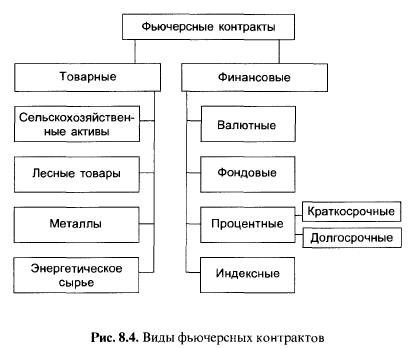 Фьючерсные контракты
Товарные
Финансовые
Сельскохозяйствен-
ные активы
Валютные
Лесные товары
Фондовые
Металлы
Процентные
Краткосрочные
Долгосрочные
Энергетическое
сырье
Индексные
Рис. 8.4. Виды фьючерсных контрактов